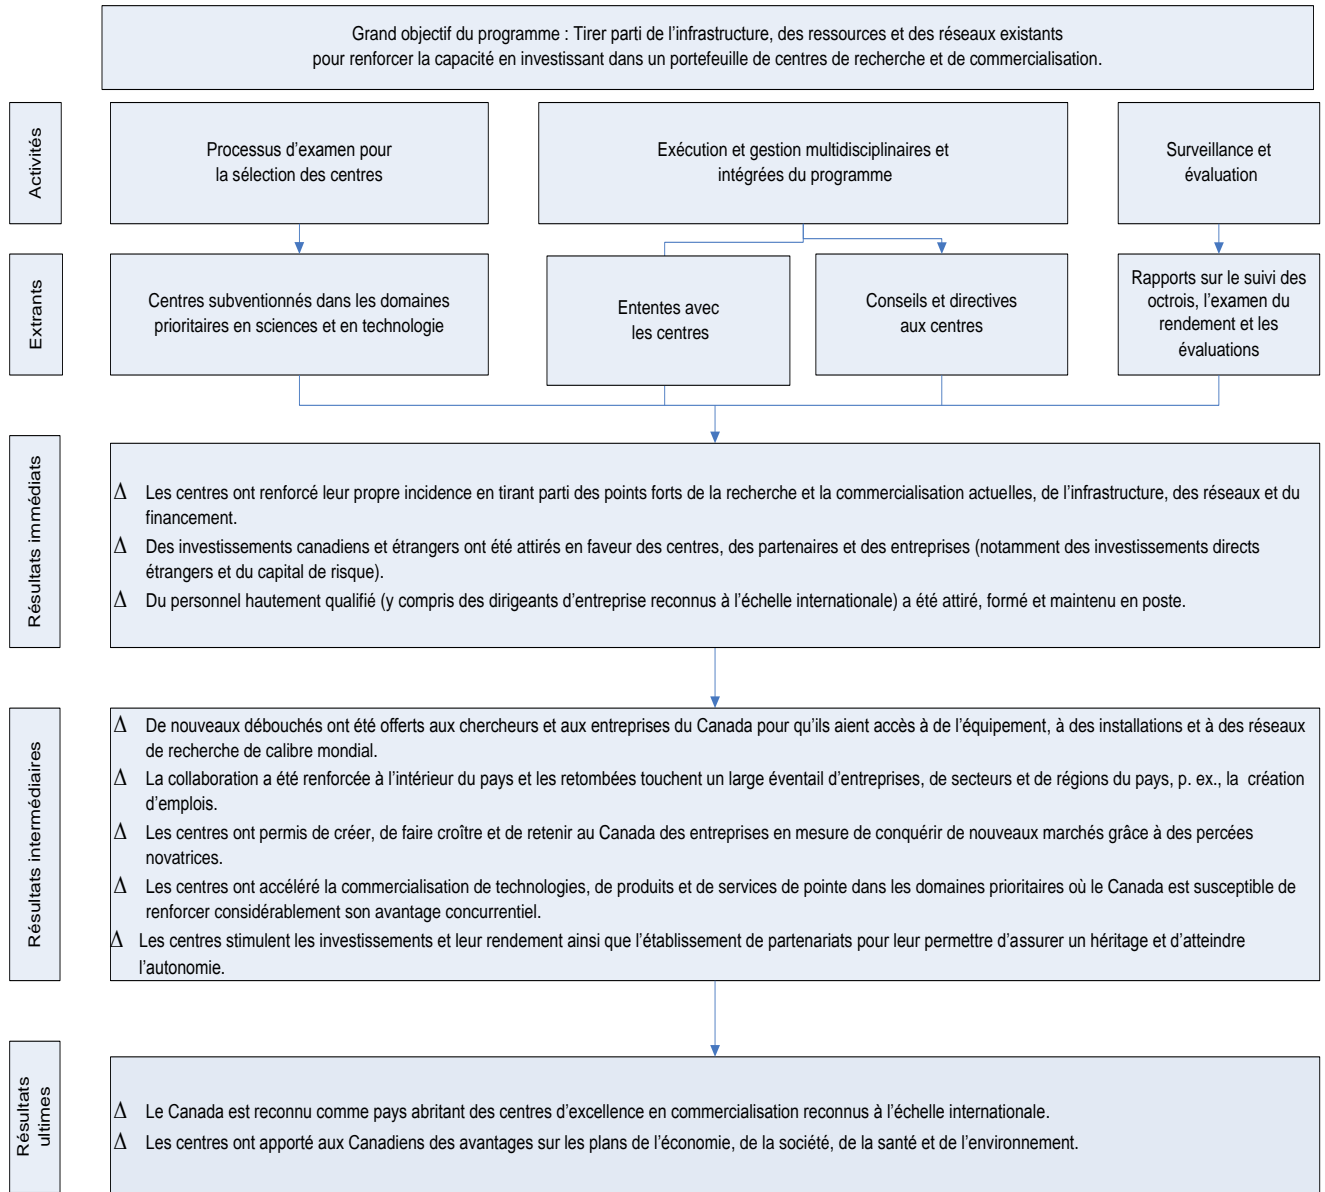 Grand objectif du programme : Tirer parti de l’infrastructure, des ressources et des réseaux existants
pour renforcer la capacité en investissant dans un portefeuille de centres de recherche et de commercialisation.
Activités
Processus d’examen pour
la sélection des centres
Exécution et gestion multidisciplinaires et
intégrées du programme
Surveillance et
évaluation
Extrants
Centres subventionnés dans les domaines
prioritaires en sciences et en technologie
Ententes avec
les centres
Conseils et directives
aux centres
Rapports sur le suivi des
octrois, l’examen du
rendement et les
évaluations
Résultats immédiats
Δ Les centres ont renforcé leur propre incidence en tirant parti des points forts de la recherche et la commercialisation actuelles, de l’infrastructure, des réseaux et du
financement.
Δ Des investissements canadiens et étrangers ont été attirés en faveur des centres, des partenaires et des entreprises (notamment des investissements directs
étrangers et du capital de risque).
Δ Du personnel hautement qualifié (y compris des dirigeants d’entreprise reconnus à l’échelle internationale) a été attiré, formé et maintenu en poste.
Résultats intermédiaires
Δ De nouveaux débouchés ont été offerts aux chercheurs et aux entreprises du Canada pour qu’ils aient accès à de l’équipement, à des installations et à des réseaux
de recherche de calibre mondial.
Δ La collaboration a été renforcée à l’intérieur du pays et les retombées touchent un large éventail d’entreprises, de secteurs et de régions du pays, p. ex., la création
d’emplois.
Δ Les centres ont permis de créer, de faire croître et de retenir au Canada des entreprises en mesure de conquérir de nouveaux marchés grâce à des percées
novatrices.
Δ Les centres ont accéléré la commercialisation de technologies, de produits et de services de pointe dans les domaines prioritaires où le Canada est susceptible de
renforcer considérablement son avantage concurrentiel.
Δ Les centres stimulent les investissements et leur rendement ainsi que l’établissement de partenariats pour leur permettre d’assurer un héritage et d’atteindre
l’autonomie.
Résultats
ultimes
Δ Le Canada est reconnu comme pays abritant des centres d’excellence en commercialisation reconnus à l’échelle internationale.
Δ Les centres ont apporté aux Canadiens des avantages sur les plans de l’économie, de la société, de la santé et de l’environnement.